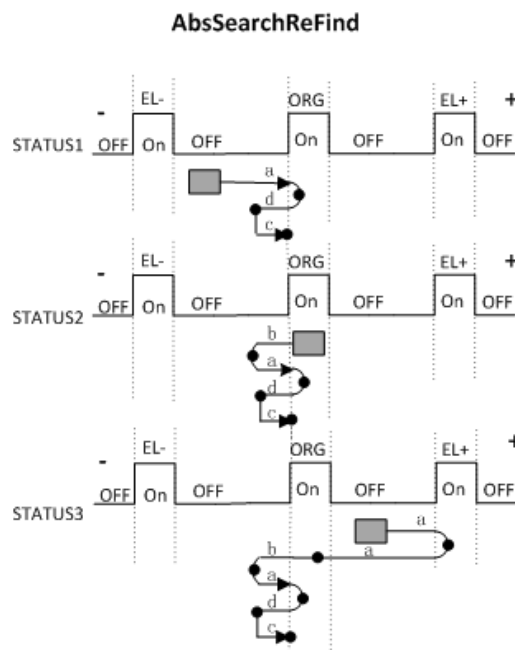 AbsSearchReFind
- EL- ORG EL+ +
STATUS1 OFF On OFF On OFF On OFF
a
d
c
- EL- ORG EL+ +
STATUS2 OFF On OFF On OFF On OFF
b
a
d
c
- EL- ORG EL+ +
STATUS3 OFF On OFF On OFF On OFF
a
b a
a
d
c